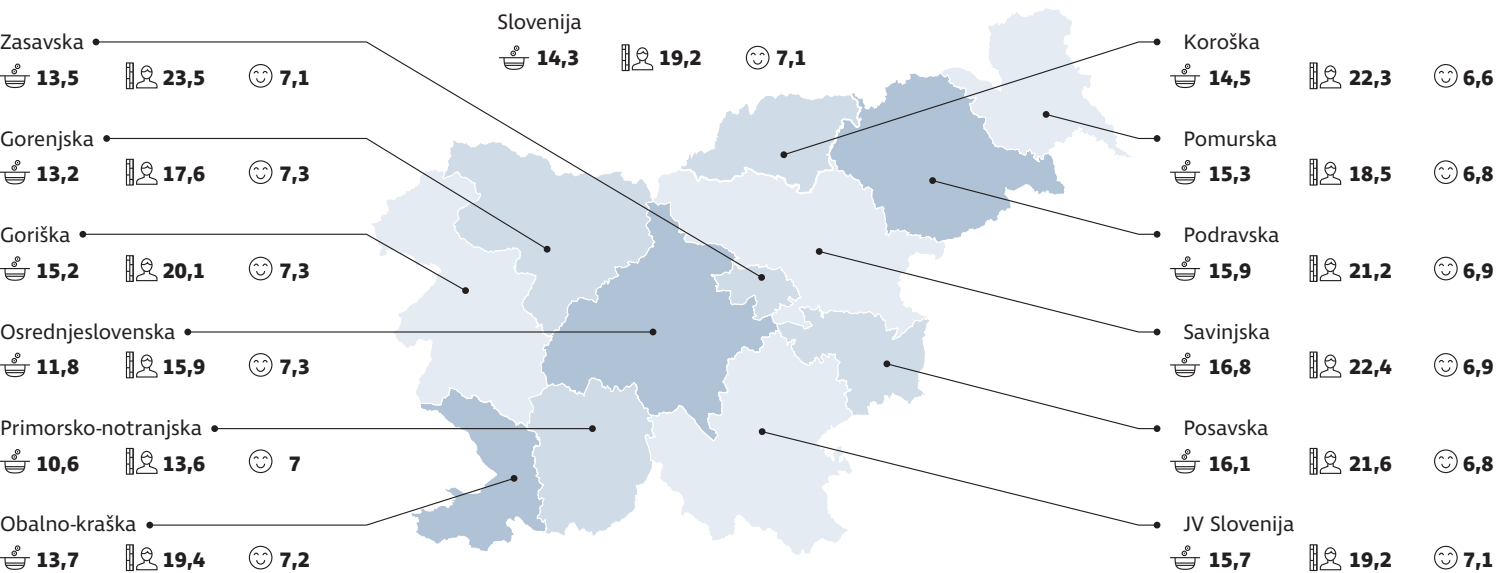 Slovenija
14,3 19,2 7,1
Zasavska
13,5 23,5 7,1
Gorenjska
13,2 17,6 7,3
Goriška
15,2 20,1 7,3
Osrednjeslovenska
11,8 15,9 7,3
Primorsko-notranjska
10,6 13,6 7
Obalno-kraška
13,7 19,4 7,2
Koroška
14,5 22,3 6,6
Pomurska
15,3 18,5 6,8
Podravska
15,9 21,2 6,9
Savinjska
16,8 22,4 6,9
Posavska
16,1 21,6 6,8
JV Slovenija
15,7 19,2 7,1